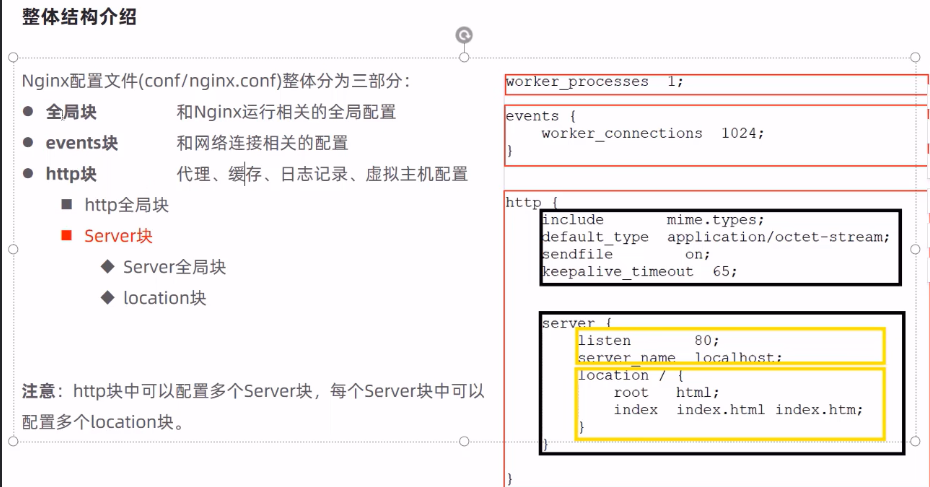 整体结构介绍
Nginx配置文件(conf/nginx.conf)整体分为三部分：
全局块 和Nginx运行相关的全局配置
events块 和网络连接相关的配置
http块 代理、缓存、日志记录、虚拟主机配置
http全局块
Server块
Server全局块
location块
注意：http块中可以配置多个Server块，每个Server块中可以
配置多个location块。
worker_processes 1;
events {
worker_connections 1024;
}
http {
include mime.types;
default_type application/octet-stream;
sendfile on;
keepalive_timeout 65;
server {
listen 80;
server_name localhost;
location / {
root html;
index index.html index.htm;
}
}
}